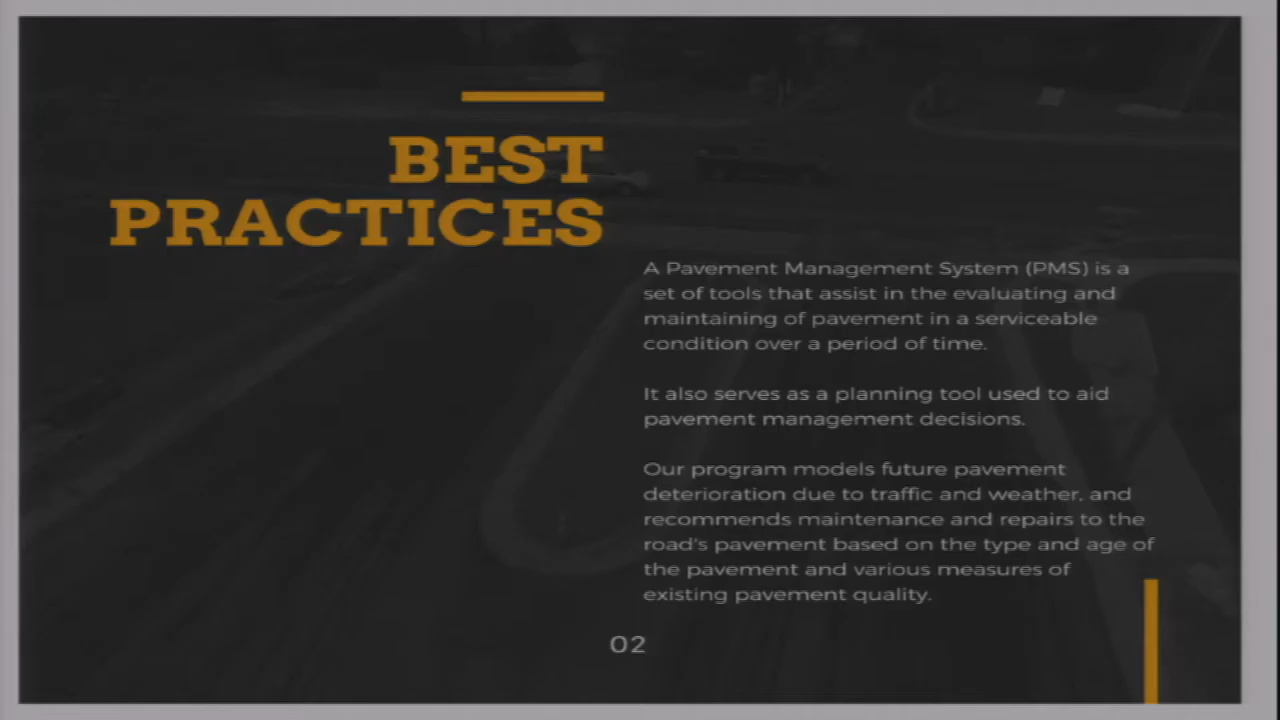 BEST
PRACTICES
A Pavement Management System (PMS) is a
set of tools that assist in the evaluating and
maintaining of pavement in a serviceable
condition over a period of time.
It also serves as a planning tool used to aid
pavement management decisions.
Our program models future pavement
deterioration due to traffic and weather, and
recommends maintenance and repairs to the
road's pavement based on the type and age of
the pavement and various measures of
existing pavement quality.
02